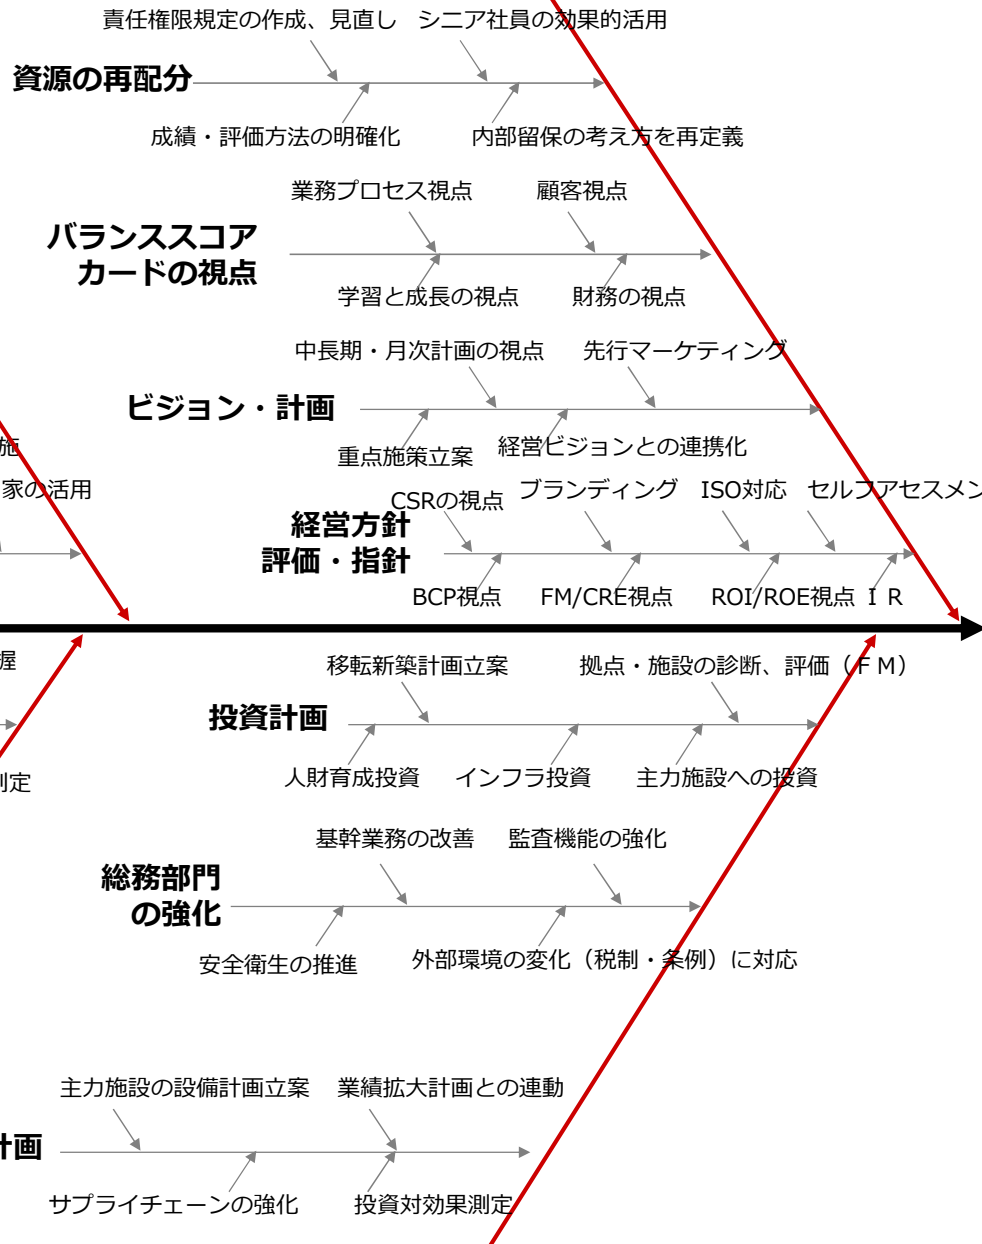 責任権限規定の作成、見直し
シニア社員の効果的活用
資源の再配分
成績・評価方法の明確化
内部留保の考え方を再定義
業務プロセス視点
顧客視点
バランススコア
カードの視点
学習と成長の視点
財務の視点
中長期・月次計画の視点
先行マーケティング
ビジョン・計画
重点施策立案
経営ビジョンとの連携化
施
家の活用
CSRの視点
ブランディング
ISO対応
セルフアセスメン
経営方針
評価・指針
BCP視点
FM/CRE視点
ROI/ROE視点
ＩＲ
握
移転新築計画立案
拠点・施設の診断、評価（ＦＭ）
投資計画
測定
人財育成投資
インフラ投資
主力施設への投資
基幹業務の改善
監査機能の強化
総務部門
の強化
安全衛生の推進
外部環境の変化（税制・条例）に対応
主力施設の設備計画立案
業績拡大計画との連動
計画
サプライチェーンの強化
投資対効果測定